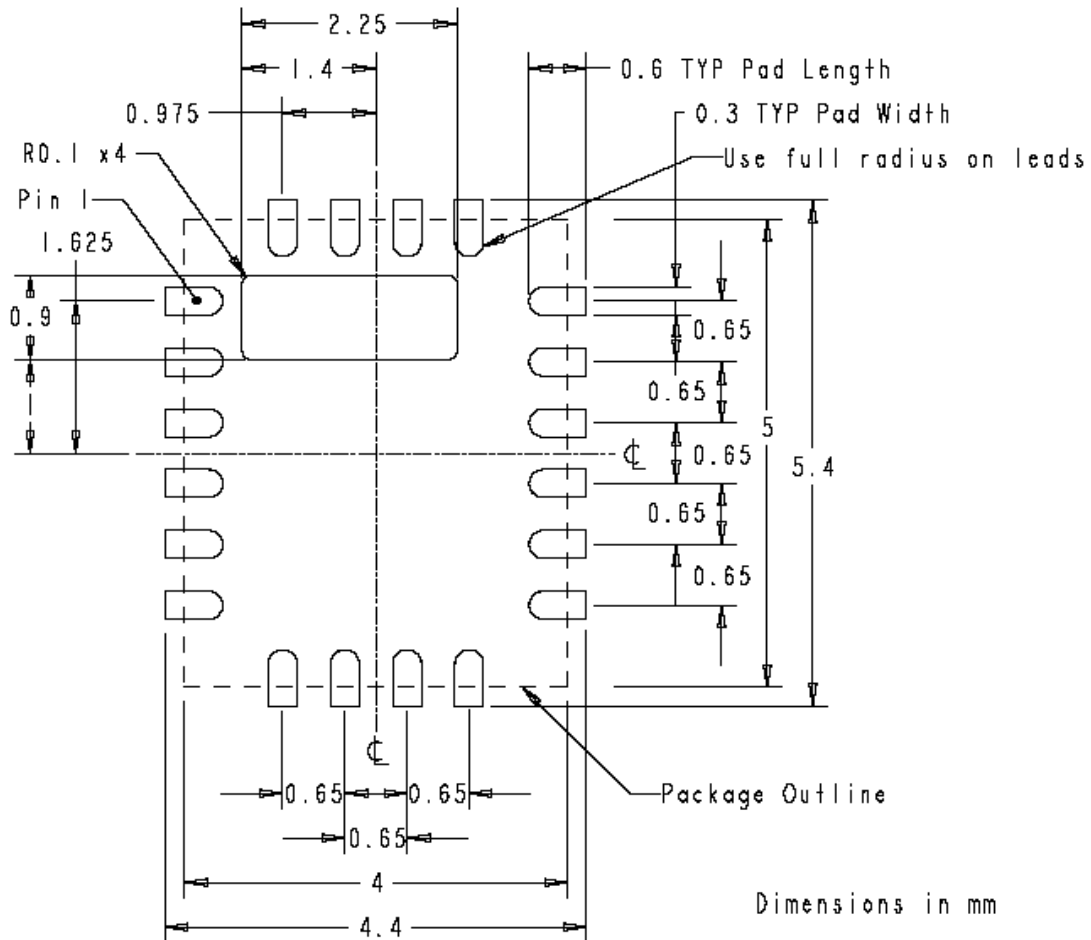 2.25
1.4
0.6 TYP Pad Length
0.975
0.3 TYP Pad Width
R0.1 x4
Use full radius on leads
Pin 1
1.625
0.9
0.65
0.65
5
0.65
5.4
℄
0.65
0.65
℄
0.65
0.65
Package Outline
0.65
4
Dimensions in mm
4.4